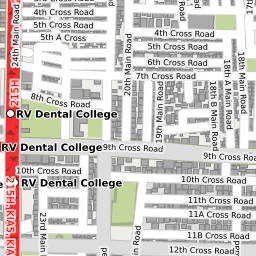 4th Cross Road
5th Cross Road
5th A Cross
24th Main Road
4th Cross Road
5th Cross Road
6th Cross Road
7th Cross Road
20th Main Road
18th Main Road
18th A Main Road
18th B Main Road
19th Main Road
215H
8th Cross Road
RV Dental College
RV Dental College
9th Cross Road
9th Cross Road
10th Cross Road
10th Cross Road
RV Dental College
11th Cross Road
11A Cross Road
11B Cross Road
12th Cross Road
23rd Main